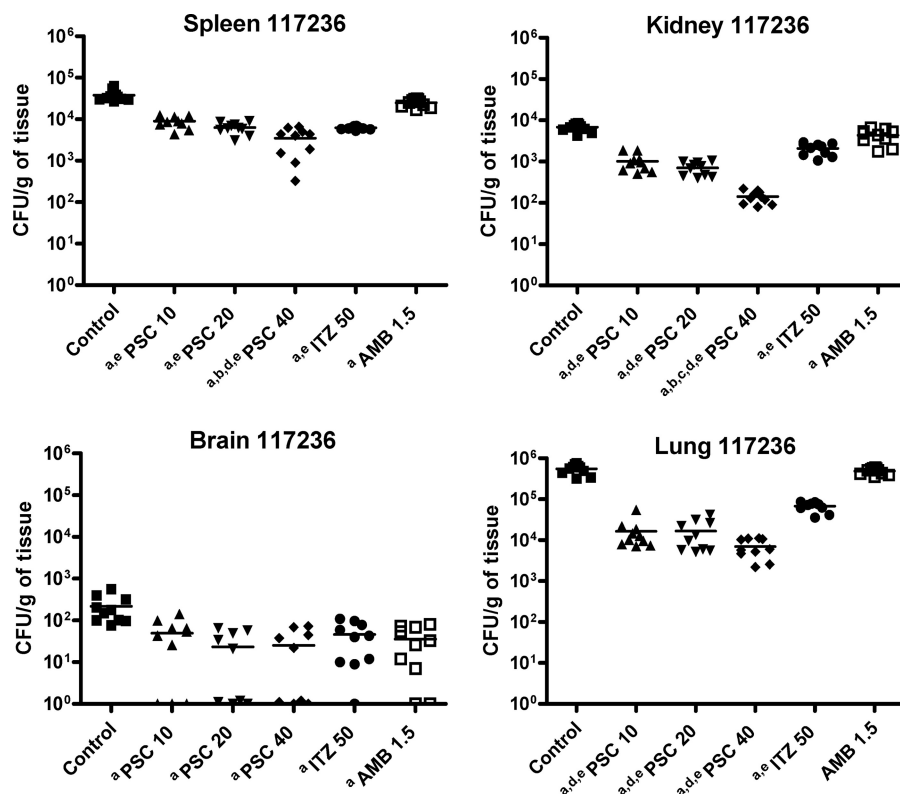 Spleen 117236
CFU/g of tissue
10⁶
10⁵
10⁴
10³
10²
10¹
10⁰
Control
a,e PSC 10
a,e PSC 20
a,b,d,e PSC 40
a,e ITZ 50
a AMB 1.5
Kidney 117236
CFU/g of tissue
10⁶
10⁵
10⁴
10³
10²
10¹
10⁰
Control
a,d,e PSC 10
a,d,e PSC 20
a,b,c,d,e PSC 40
a,e ITZ 50
a AMB 1.5
Brain 117236
CFU/g of tissue
10⁶
10⁵
10⁴
10³
10²
10¹
10⁰
Control
a PSC 10
a PSC 20
a PSC 40
a ITZ 50
a AMB 1.5
Lung 117236
CFU/g of tissue
10⁶
10⁵
10⁴
10³
10²
10¹
10⁰
Control
a,d,e PSC 10
a,d,e PSC 20
a,d,e PSC 40
a,e ITZ 50
AMB 1.5